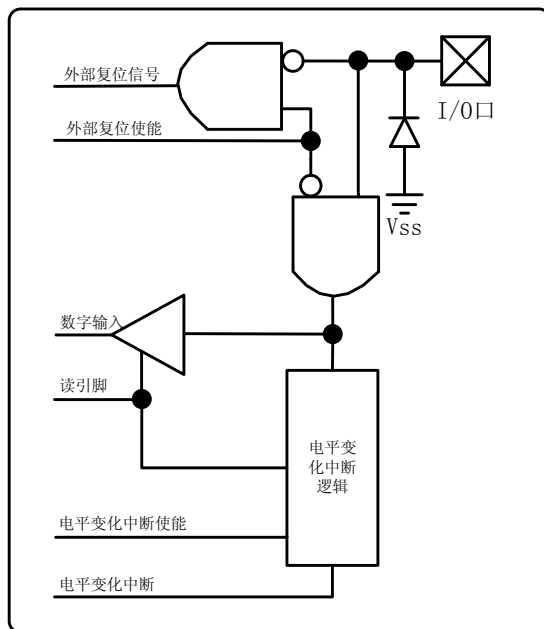 外部复位信号
外部复位使能
I/O口
Vss
数字输入
读引脚
电平变
化中断
逻辑
电平变化中断使能
电平变化中断